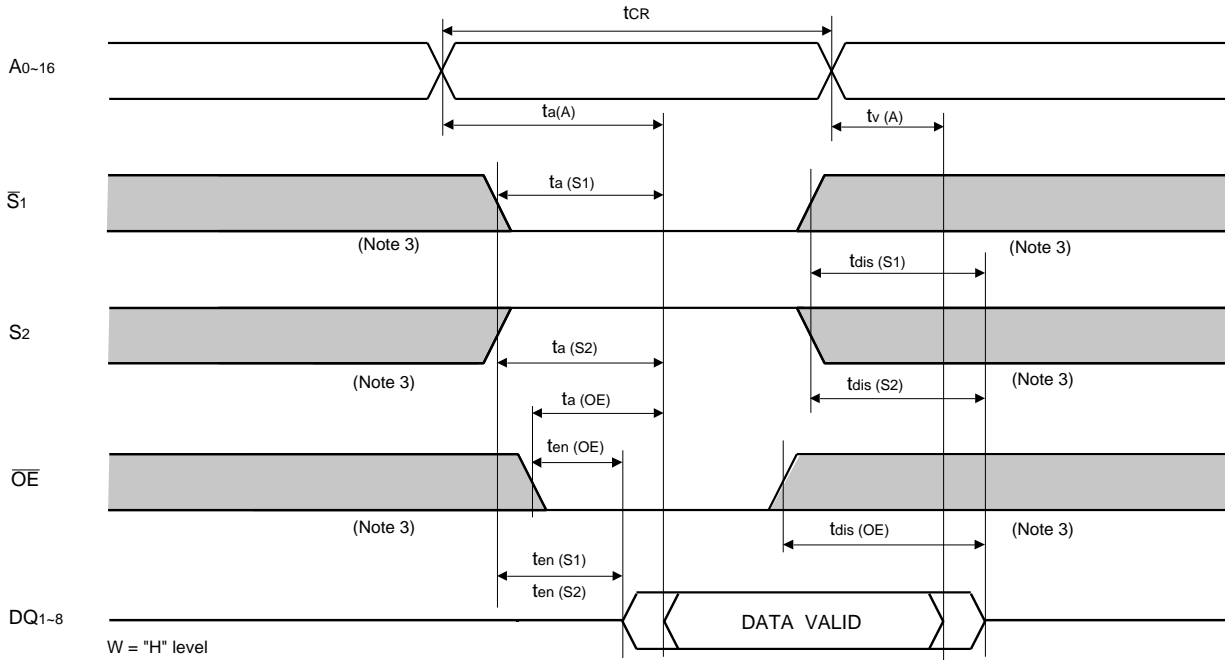 tCR
A0~16
ta(A)
tv (A)
S1
ta (S1)
(Note 3)
(Note 3)
tdis (S1)
S2
ta (S2)
(Note 3)
(Note 3)
tdis (S2)
ta (OE)
ten (OE)
OE
(Note 3)
(Note 3)
tdis (OE)
ten (S1)
ten (S2)
DQ1~8
DATA VALID
W = "H" level